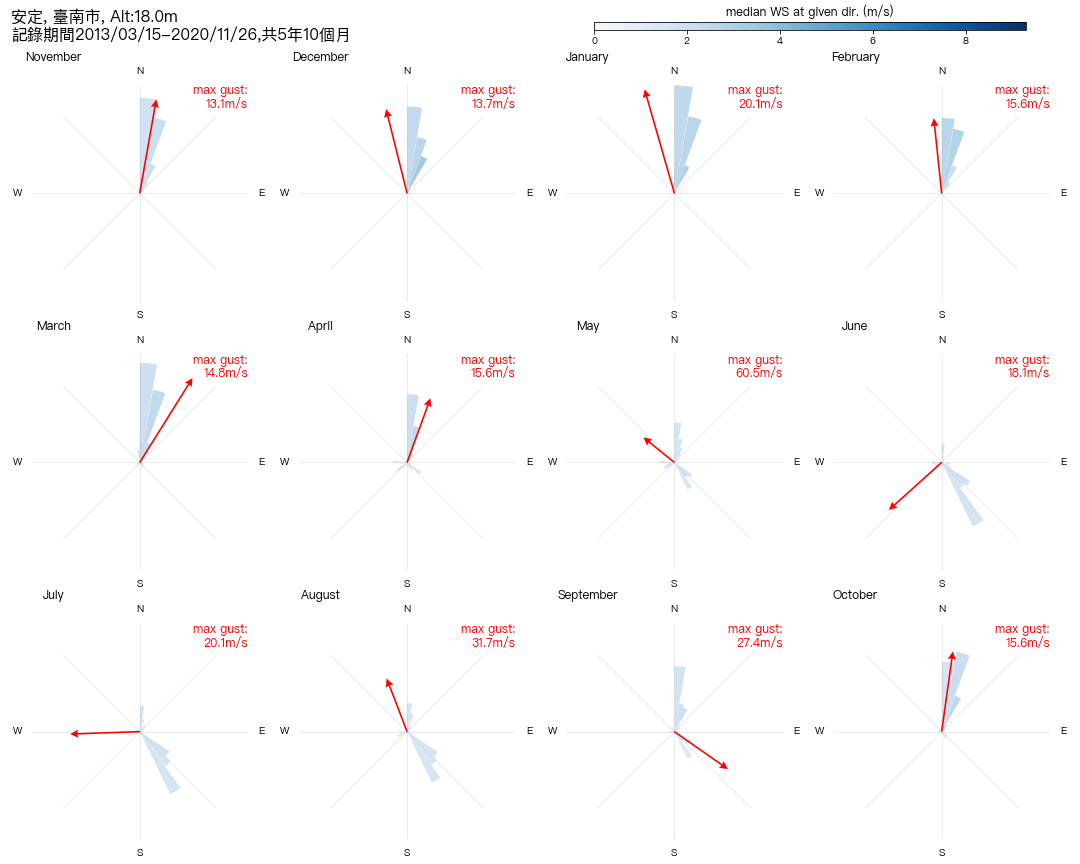 安定, 臺南市, Alt:18.0m
記錄期間2013/03/15-2020/11/26,共5年10個月
median WS at given dir. (m/s)
0 2 4 6 8
November
N
max gust:
13.1m/s
W
E
S
December
N
max gust:
13.7m/s
W
E
S
January
N
max gust:
20.1m/s
W
E
S
February
N
max gust:
15.6m/s
W
E
S
March
N
max gust:
14.8m/s
W
E
S
April
N
max gust:
15.6m/s
W
E
S
May
N
max gust:
60.5m/s
W
E
S
June
N
max gust:
18.1m/s
W
E
S
July
N
max gust:
20.1m/s
W
E
S
August
N
max gust:
31.7m/s
W
E
S
September
N
max gust:
27.4m/s
W
E
S
October
N
max gust:
15.6m/s
W
E
S